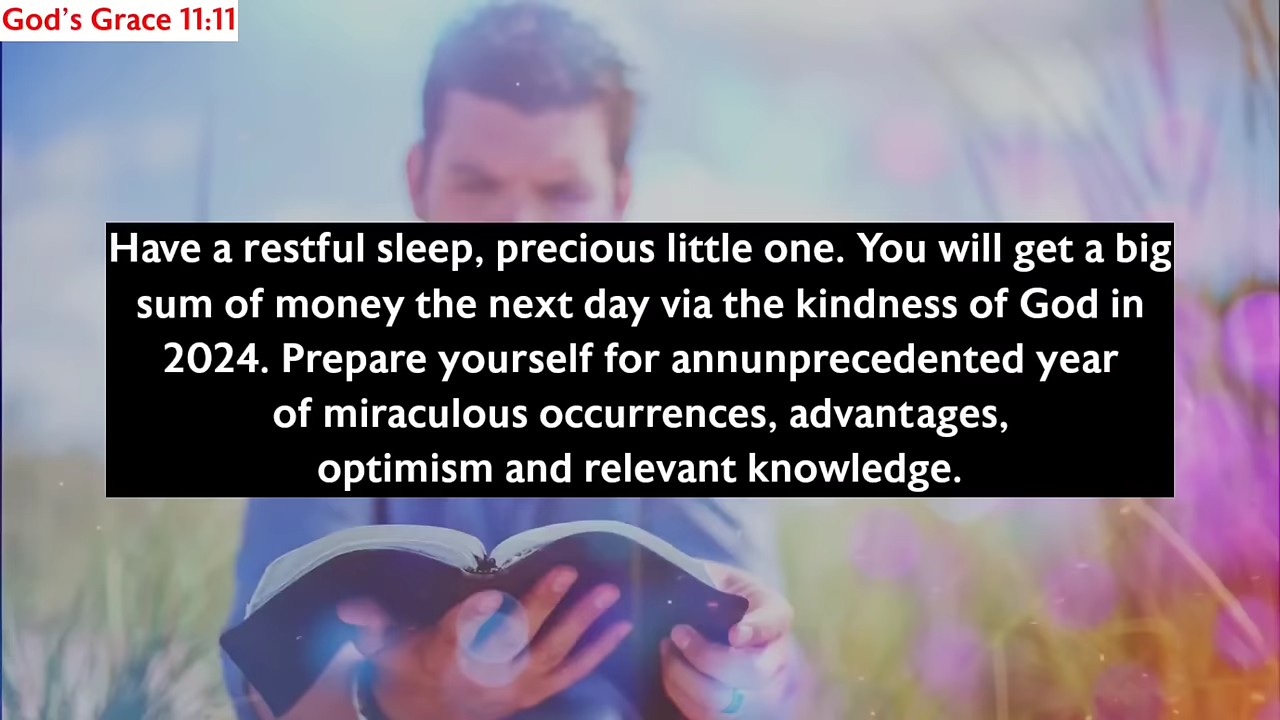 God's Grace 11:11
Have a restful sleep, precious little one. You will get a big
sum of money the next day via the kindness of God in
2024. Prepare yourself for annunprecedented year
of miraculous occurrences, advantages,
optimism and relevant knowledge.